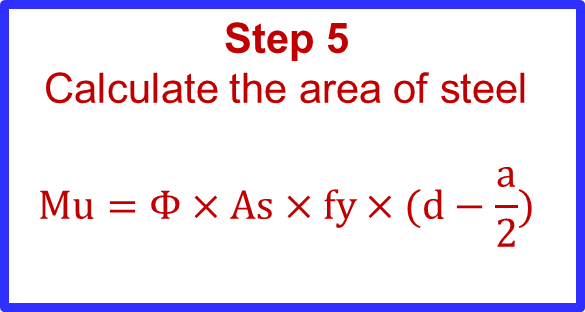 Step 5
Calculate the area of steel
Mu = Φ × As × fy × (d − a/2)